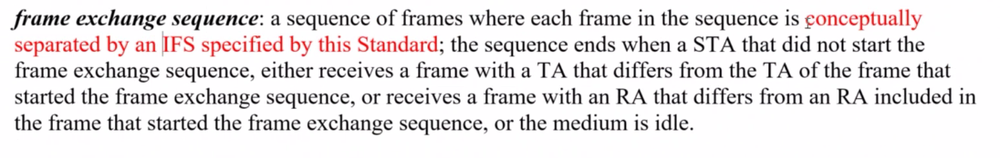 frame exchange sequence: a sequence of frames where each frame in the sequence is conceptually
separated by an IFS specified by this Standard; the sequence ends when a STA that did not start the
frame exchange sequence, either receives a frame with a TA that differs from the TA of the frame that
started the frame exchange sequence, or receives a frame with an RA that differs from an RA included in
the frame that started the frame exchange sequence, or the medium is idle.